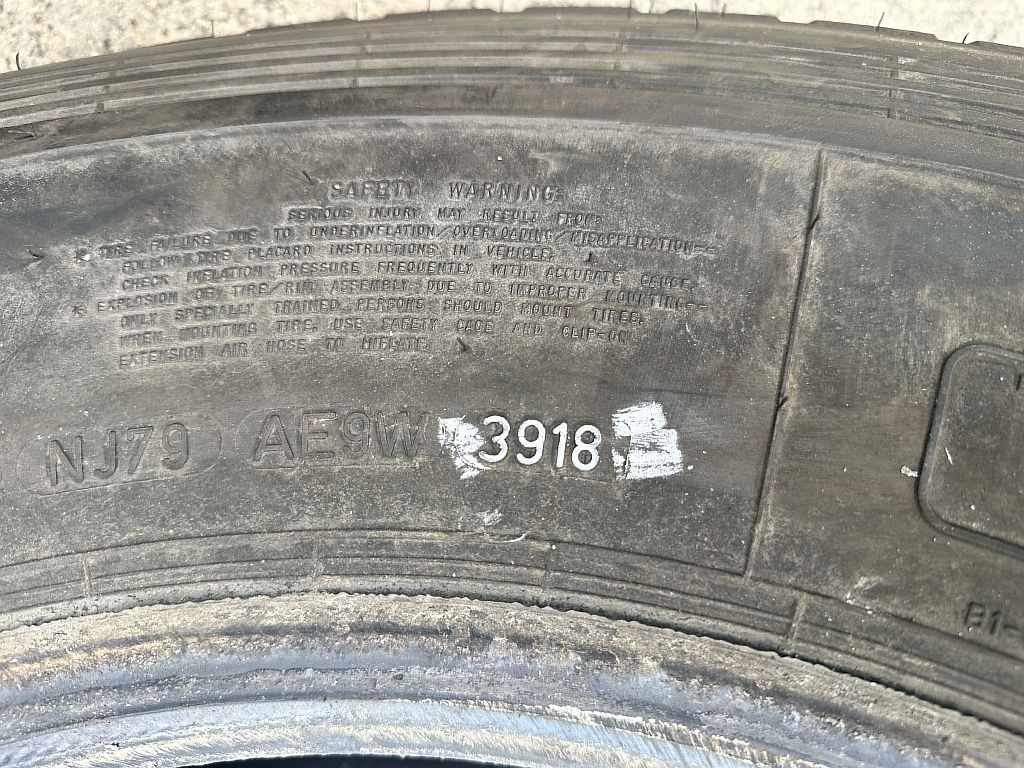 SAFETY WARNING:
SERIOUS INJURY MAY RESULT FROM:
* TIRE FAILURE DUE TO UNDERINFLATION/OVERLOADING/MISAPPLICATION--
FOLLOW TIRE PLACARD INSTRUCTIONS IN VEHICLE.
CHECK INFLATION PRESSURE FREQUENTLY WITH ACCURATE GAUGE.
* EXPLOSION OF TIRE/RIM ASSEMBLY DUE TO IMPROPER MOUNTING--
ONLY SPECIALLY TRAINED PERSONS SHOULD MOUNT TIRES.
WHEN MOUNTING TIRE, USE SAFETY CAGE AND CLIP-ON
EXTENSION AIR HOSE TO INFLATE.
NJ79 AE9W 3918
B1-